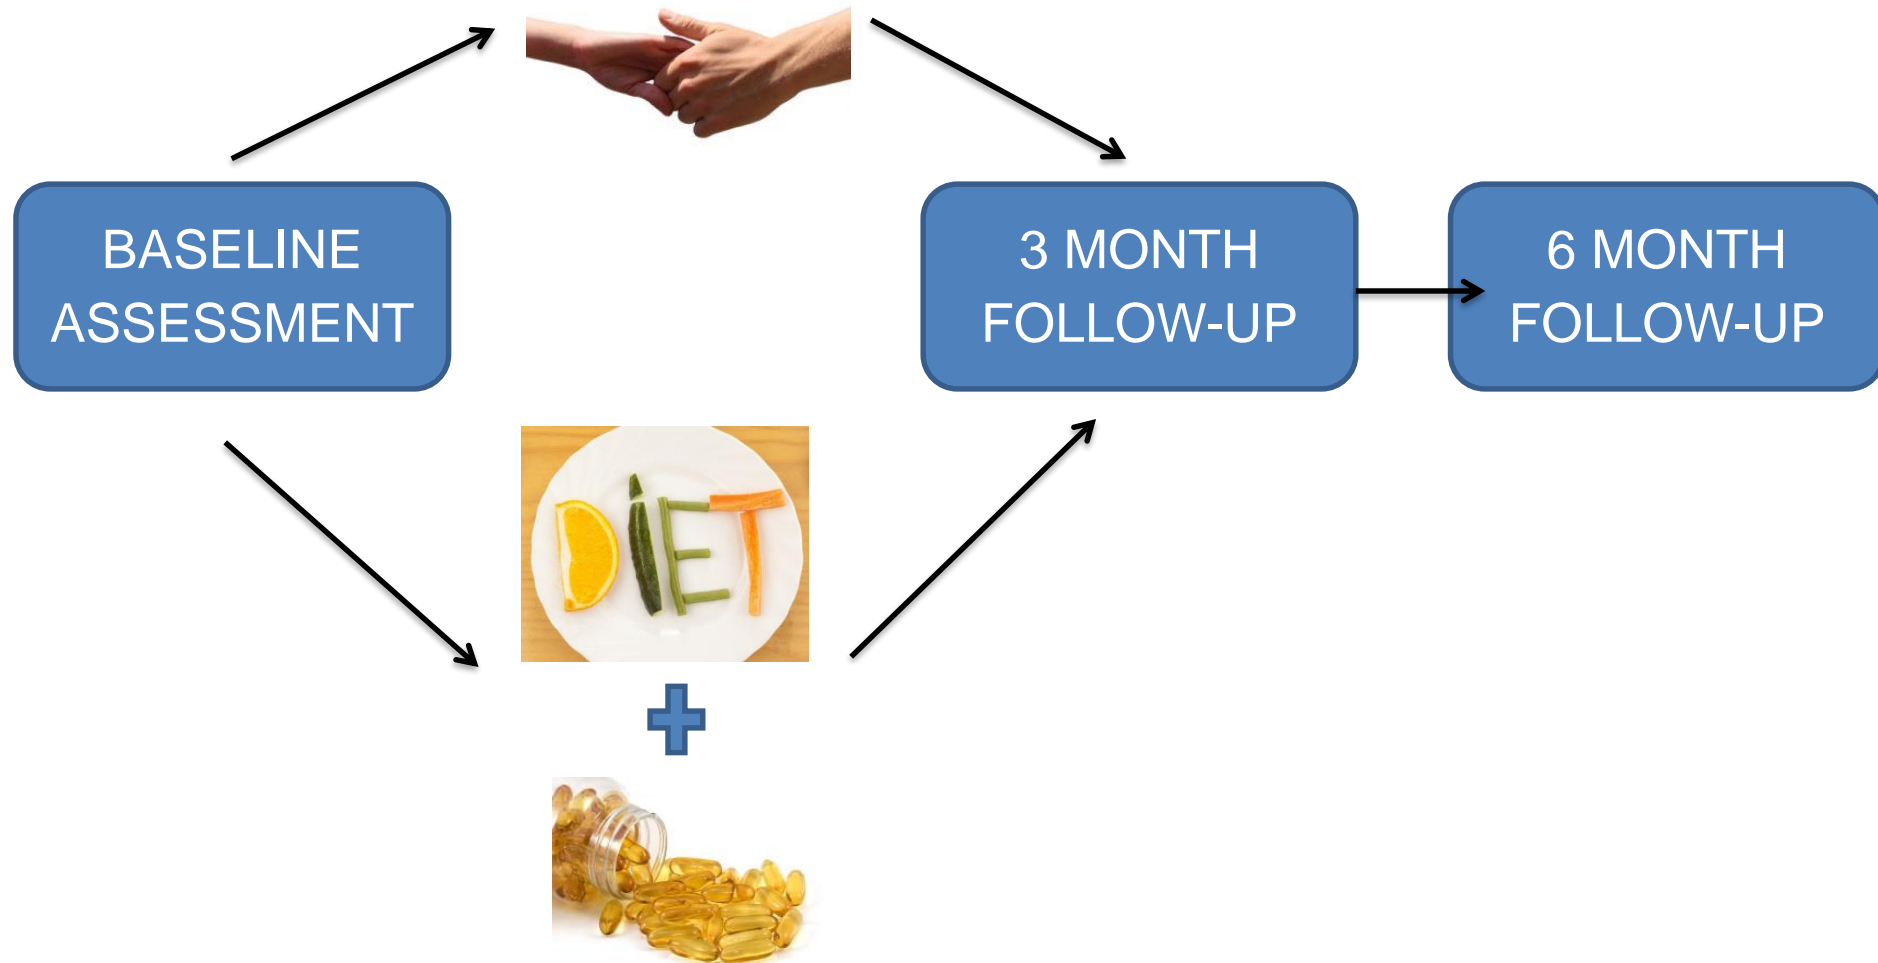 BASELINE
ASSESSMENT
3 MONTH
FOLLOW-UP
6 MONTH
FOLLOW-UP
DiET